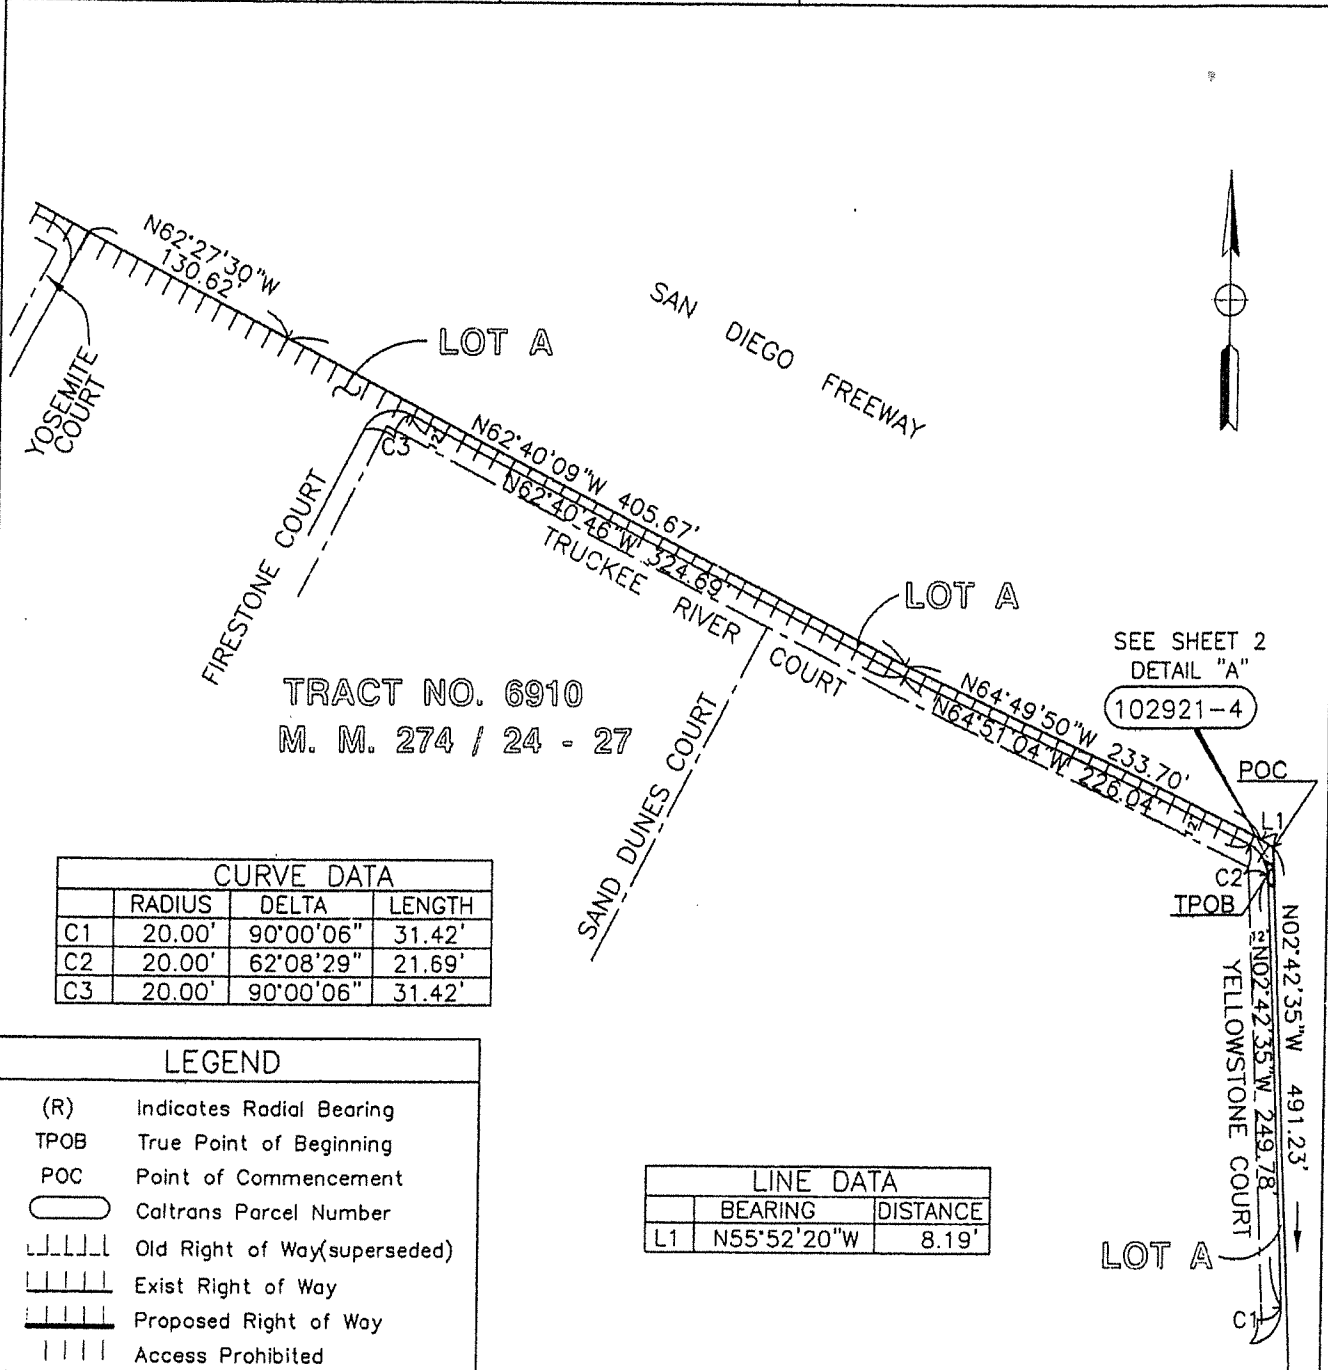 N62°27'30"W
130.62'
SAN DIEGO FREEWAY
LOT A
YOSEMITE
COURT
C3
12'
N62°40'09"W 405.67'
N62°40'46"W 324.69'
TRUCKEE RIVER COURT
FIRESTONE COURT
LOT A
SEE SHEET 2
DETAIL "A"
102921-4
TRACT NO. 6910
M. M. 274 / 24 - 27
N64°49'50"W 233.70'
N64°51'04"W 226.04'
12'
POC
L1
C2
TPOB
SAND DUNES COURT
N02°42'35"W 491.23'
12'
N02°42'35"W 249.78'
YELLOWSTONE COURT
LOT A
C1
CURVE DATA
RADIUS DELTA LENGTH
C1 20.00' 90°00'06" 31.42'
C2 20.00' 62°08'29" 21.69'
C3 20.00' 90°00'06" 31.42'
LEGEND
(R) Indicates Radial Bearing
TPOB True Point of Beginning
POC Point of Commencement
Caltrans Parcel Number
Old Right of Way(superseded)
Exist Right of Way
Proposed Right of Way
Access Prohibited
LINE DATA
BEARING DISTANCE
L1 N55°52'20"W 8.19'